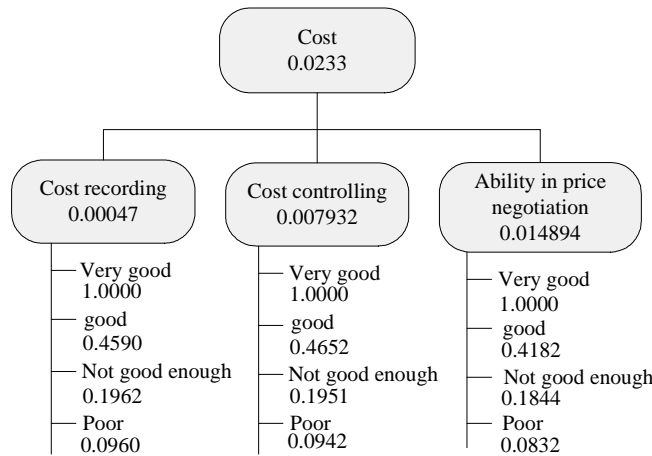 Cost
0.0233
Cost recording
0.00047
Cost controlling
0.007932
Ability in price
negotiation
0.014894
Very good
1.0000
good
0.4590
Not good enough
0.1962
Poor
0.0960
Very good
1.0000
good
0.4652
Not good enough
0.1951
Poor
0.0942
Very good
1.0000
good
0.4182
Not good enough
0.1844
Poor
0.0832